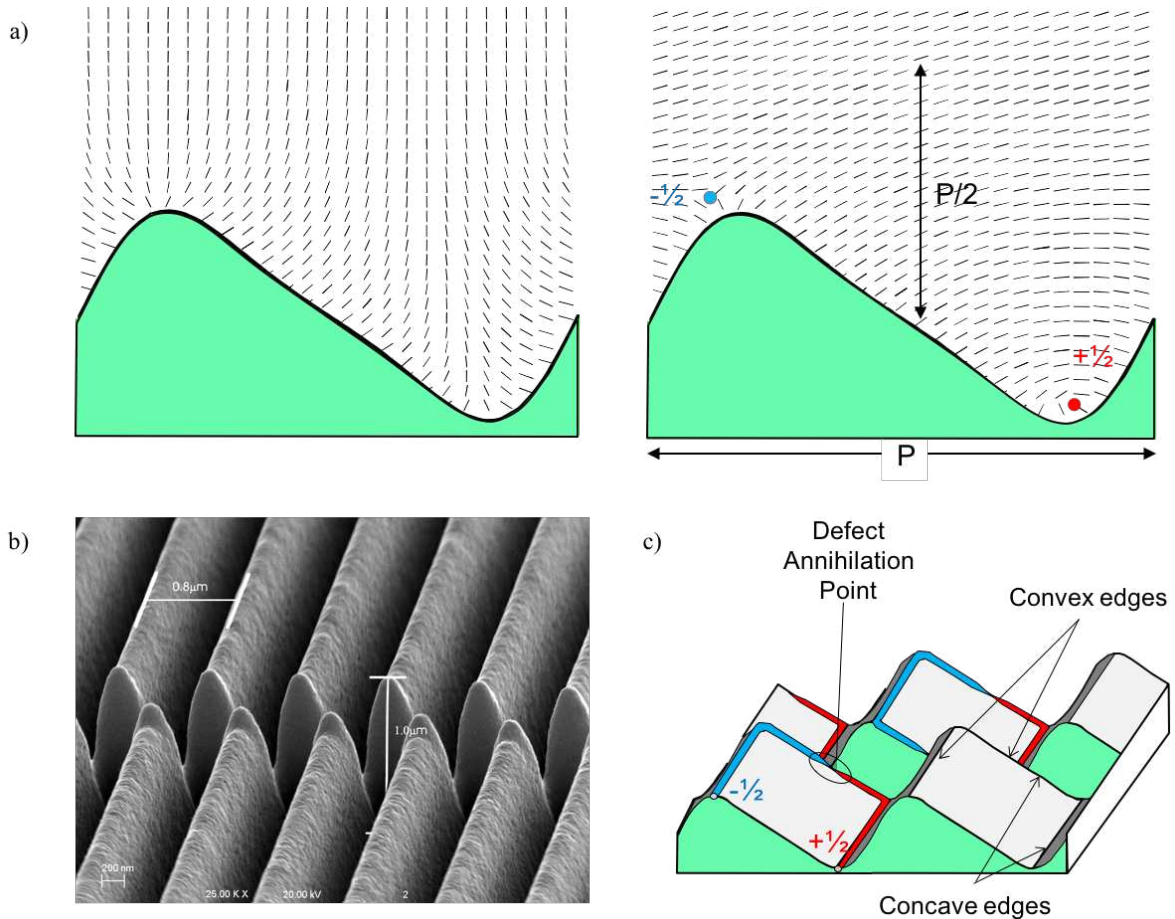 a)
-½
P/2
+½
P
b)
0.8µm
1.0µm
200 nm
25.00 K X
20.00 kV
2
c)
Defect
Annihilation
Point
Convex edges
-½
+½
Concave edges